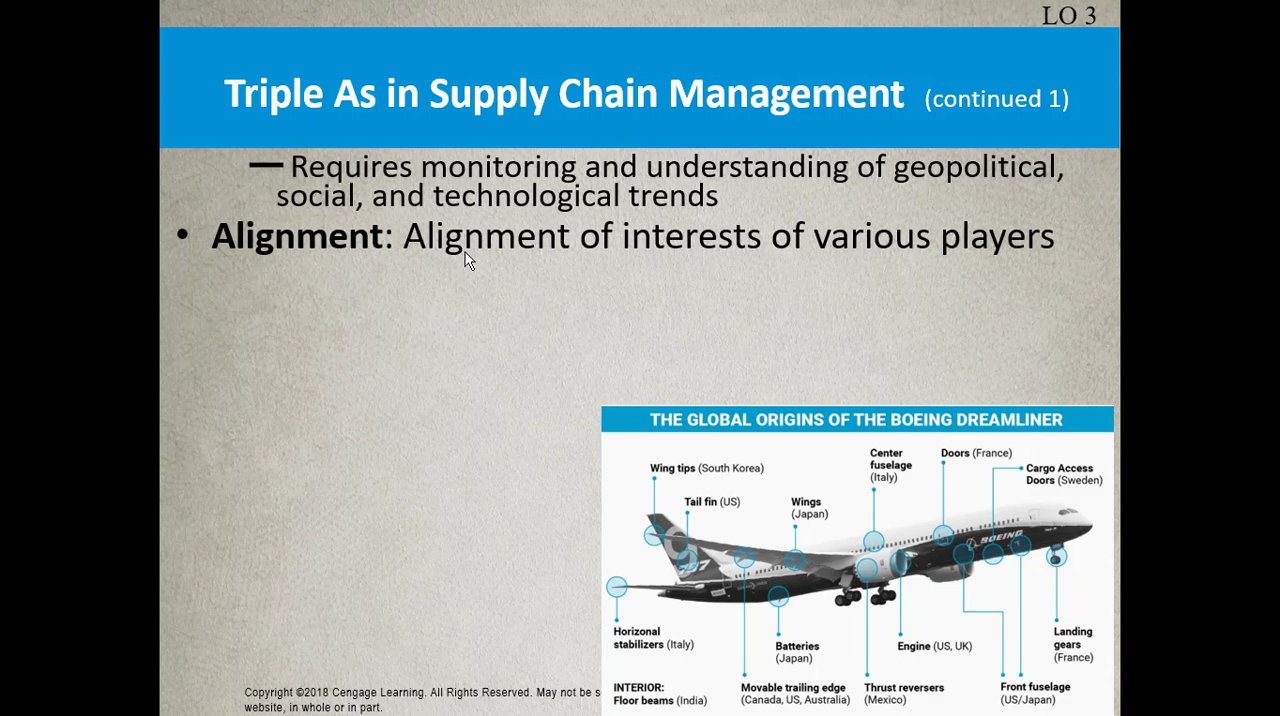 LO 3
Triple As in Supply Chain Management (continued 1)
— Requires monitoring and understanding of geopolitical,
social, and technological trends
• Alignment: Alignment of interests of various players
THE GLOBAL ORIGINS OF THE BOEING DREAMLINER
Wing tips (South Korea)
Tail fin (US)
Wings
(Japan)
Center
fuselage
(Italy)
Doors (France)
Cargo Access
Doors (Sweden)
BOEING
Horizonal
stabilizers (Italy)
Batteries
(Japan)
Engine (US, UK)
Landing
gears
(France)
INTERIOR:
Floor beams (India)
Movable trailing edge
(Canada, US, Australia)
Thrust reversers
(Mexico)
Front fuselage
(US/Japan)
Copyright ©2018 Cengage Learning. All Rights Reserved. May not be s
website, in whole or in part.